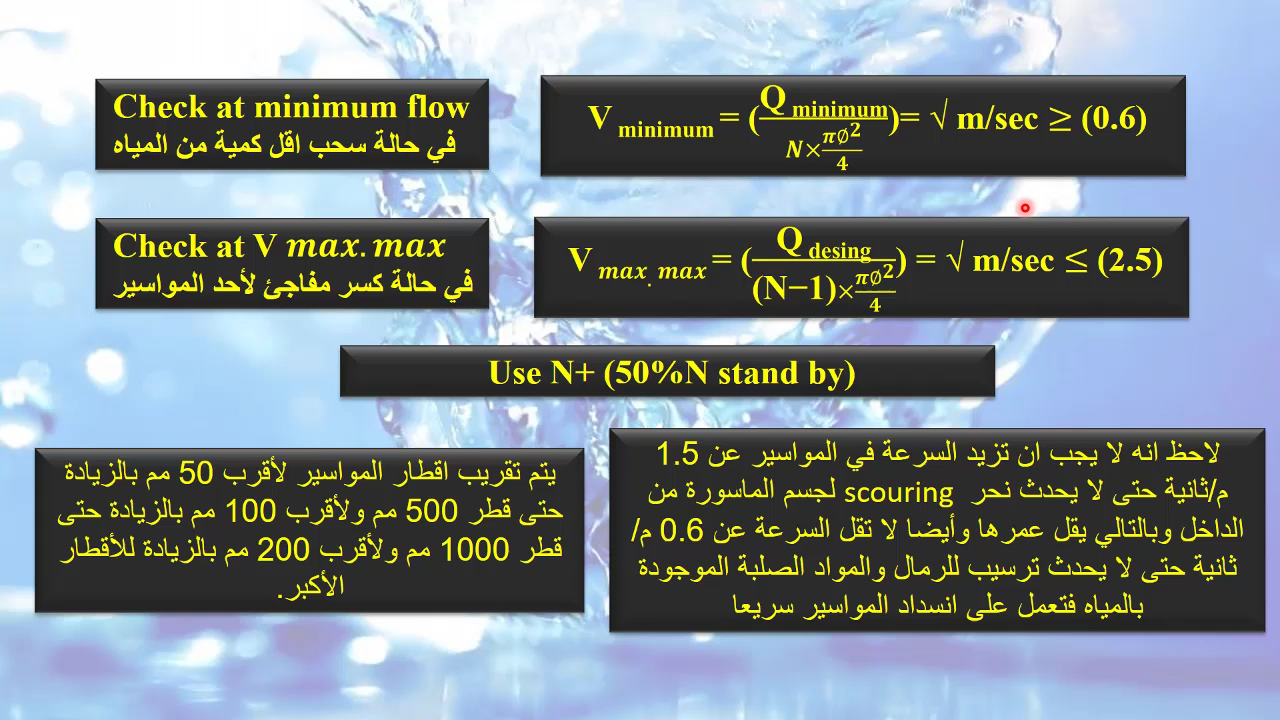 Check at minimum flow
في حالة سحب اقل كمية من المياه
V minimum = (Q minimum / N×π∅²/4)= √ m/sec ≥ (0.6)
Check at V max.max
في حالة كسر مفاجئ لأحد المواسير
V max.max = (Q desing / (N−1)×π∅²/4) = √ m/sec ≤ (2.5)
Use N+ (50%N stand by)
لاحظ انه لا يجب ان تزيد السرعة في المواسير عن 1.5
م/ثانية حتى لا يحدث نحر scouring لجسم الماسورة من
الداخل وبالتالي يقل عمرها وأيضا لا تقل السرعة عن 0.6 م/
ثانية حتى لا يحدث ترسيب للرمال والمواد الصلبة الموجودة
بالمياه فتعمل على انسداد المواسير سريعا
يتم تقريب اقطار المواسير لأقرب 50 مم بالزيادة
حتى قطر 500 مم ولأقرب 100 مم بالزيادة حتى
قطر 1000 مم ولأقرب 200 مم بالزيادة للأقطار
الأكبر.